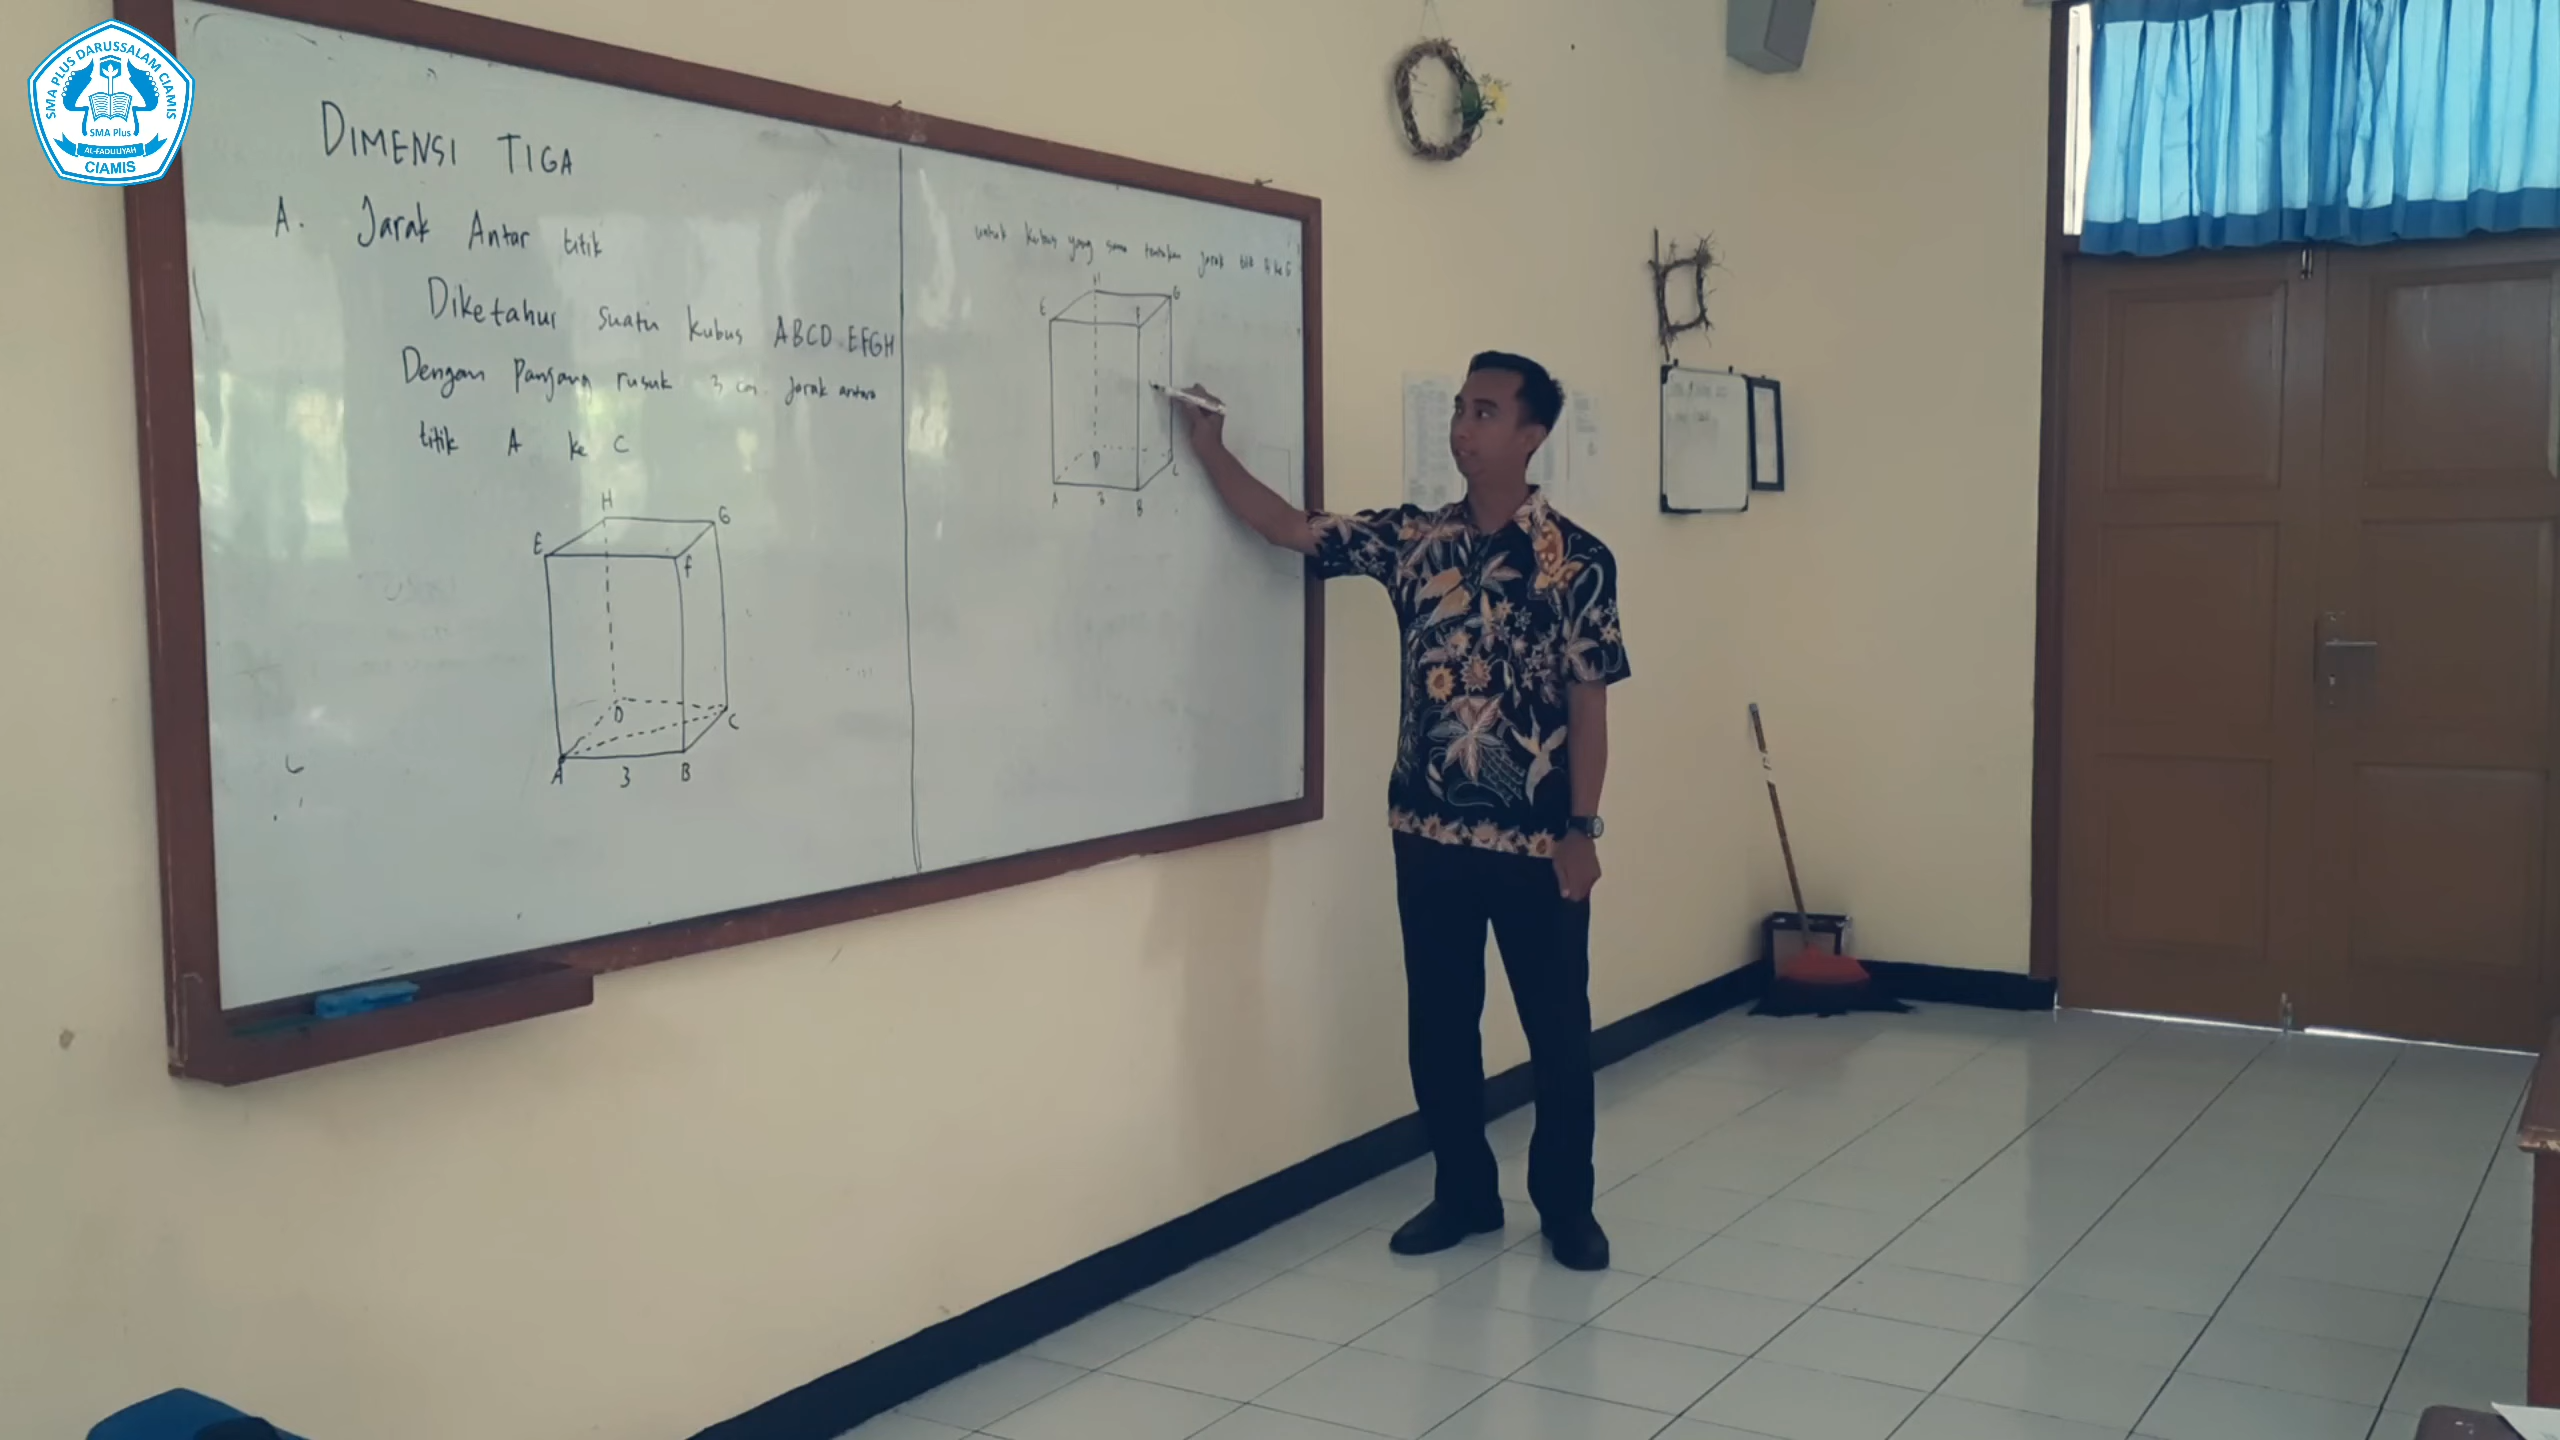 SMA PLUS DARUSSALAM CIAMIS
SMA Plus
AL-FADLILIYAH
CIAMIS
DIMENSI TIGA
A. Jarak Antar titik
Diketahui suatu kubus ABCD.EFGH
Dengan Panjang rusuk 3 cm. Jarak antara
titik A ke C
H
G
E
F
D
C
A
3
B
untuk kubus yang sama tentukan jarak titik A ke G
H
G
E
F
D
C
A
3
B